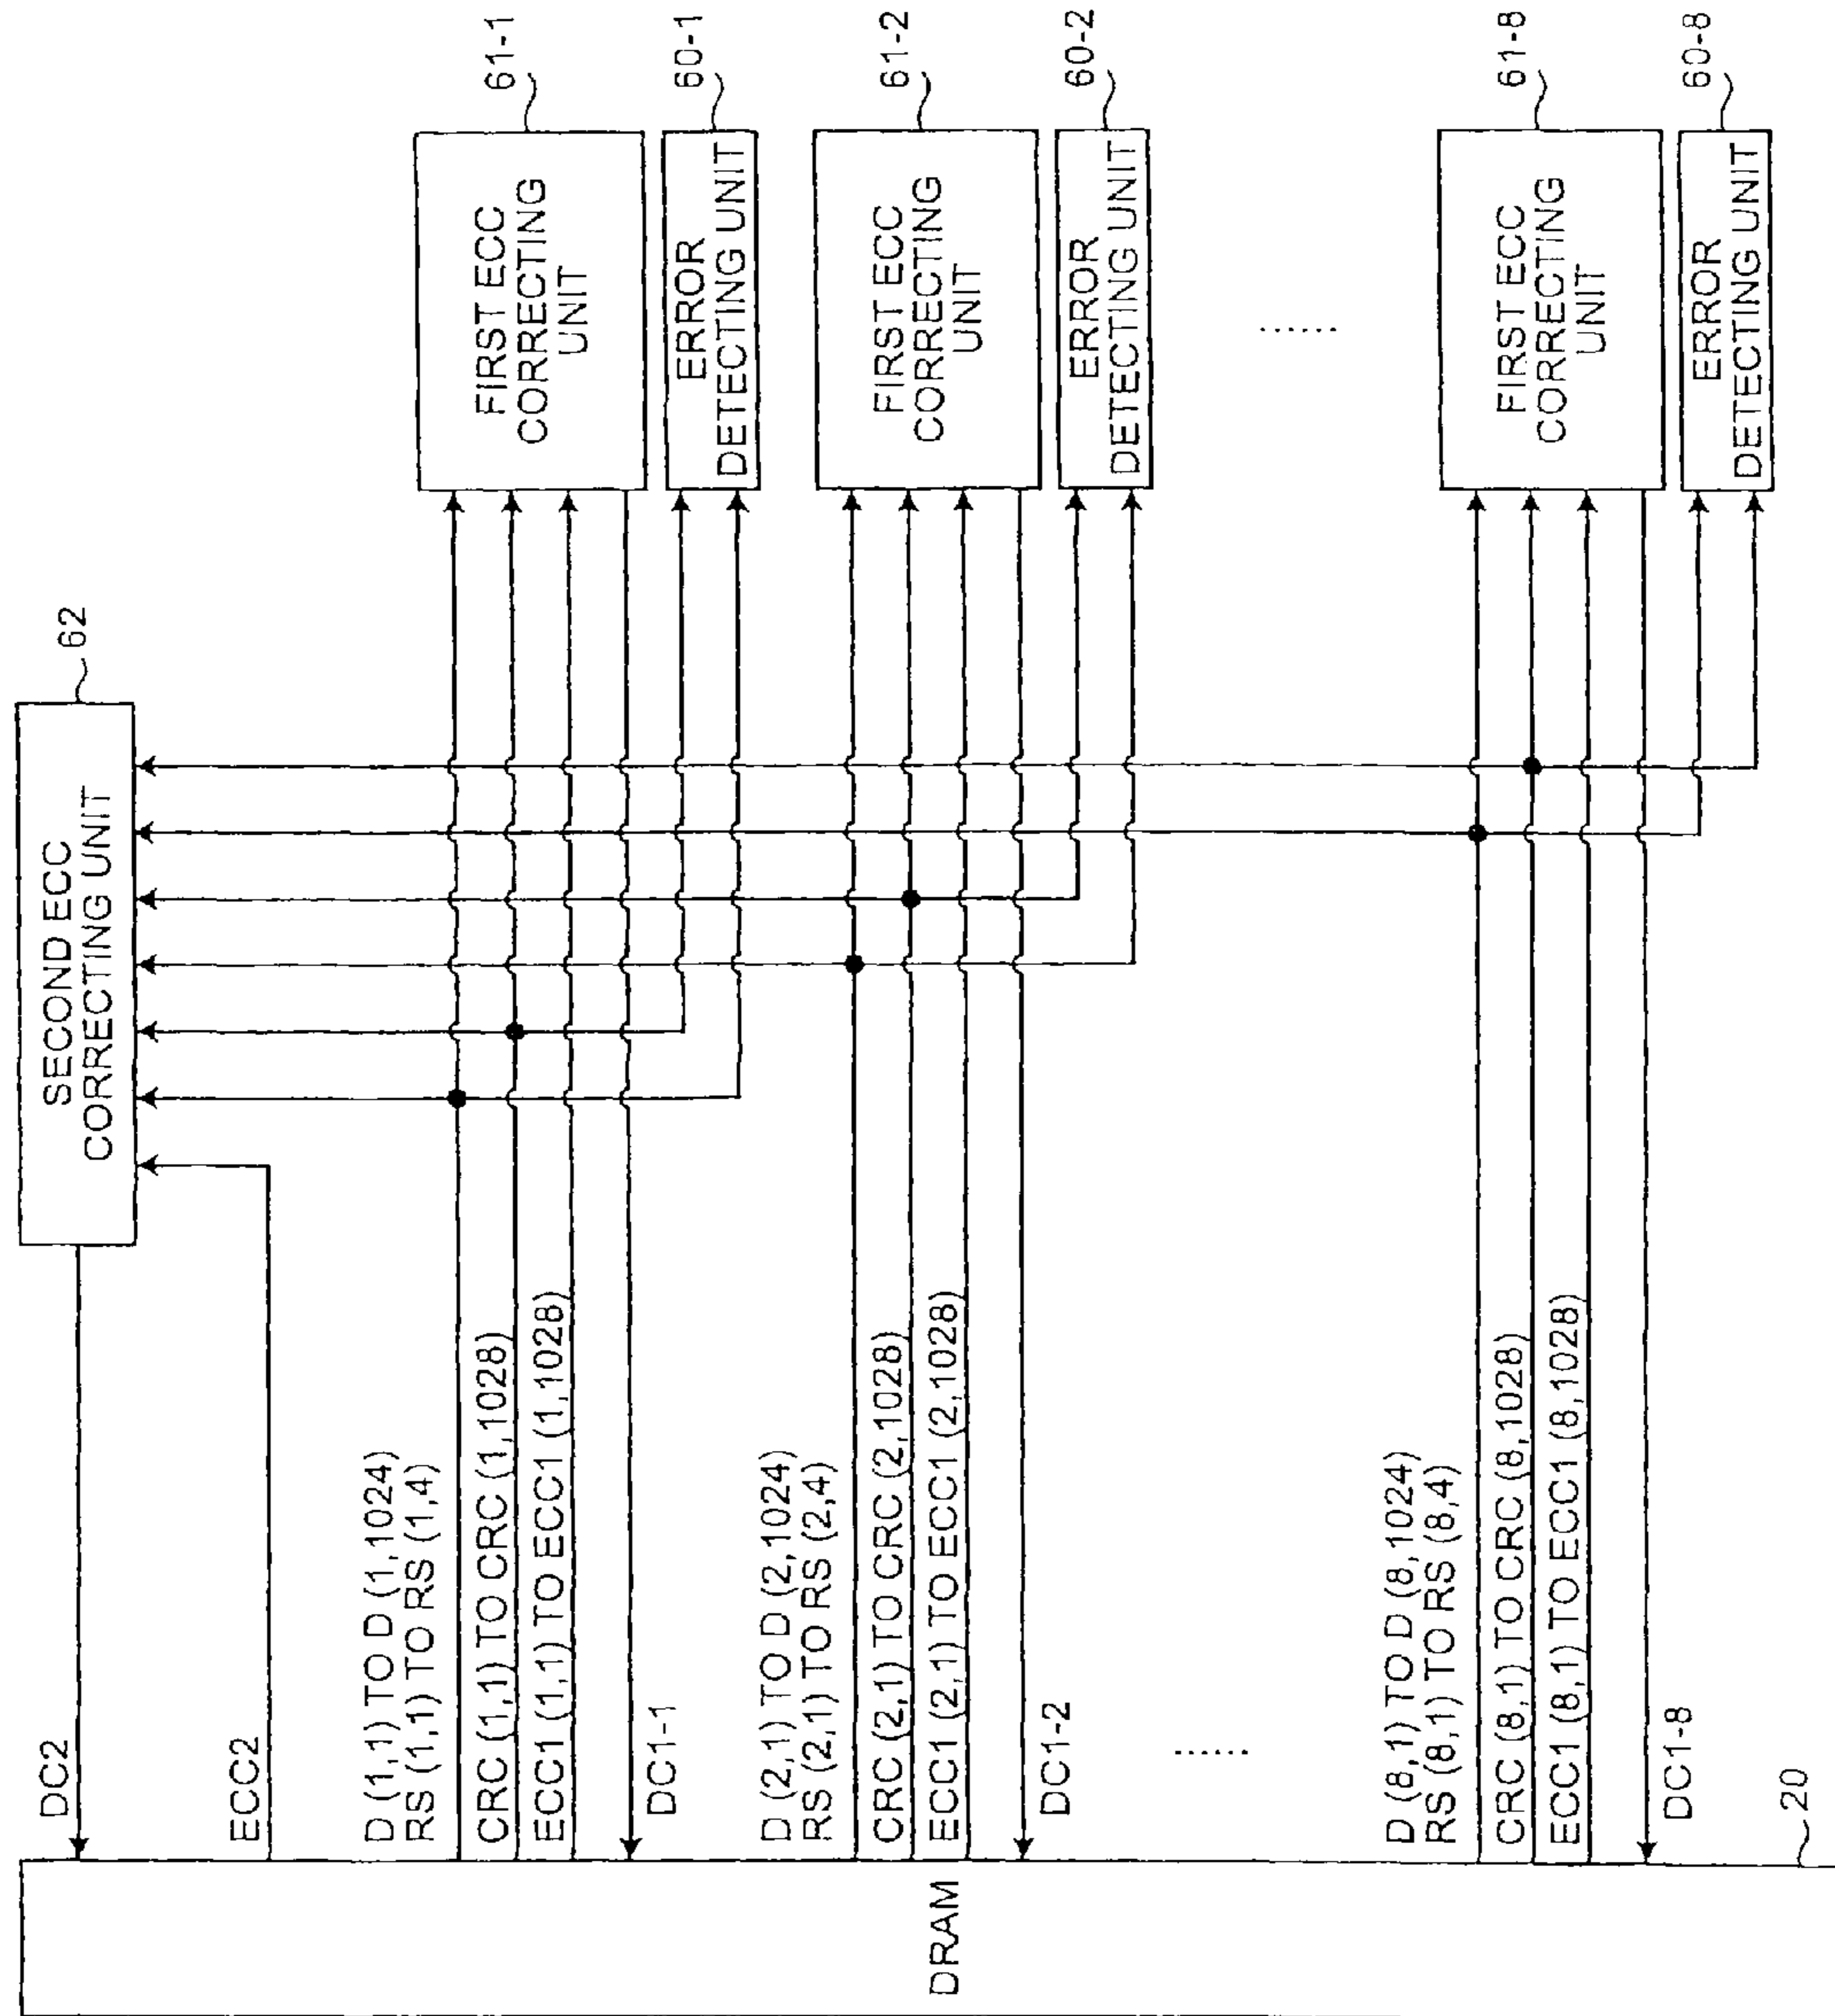 SECOND ECC
CORRECTING UNIT
62
DC2
ECC2
D (1,1) TO D (1,1024)
RS (1,1) TO RS (1,4)
CRC (1,1) TO CRC (1,1028)
ECC1 (1,1) TO ECC1 (1,1028)
DC1-1
FIRST ECC
CORRECTING
UNIT
61-1
ERROR
DETECTING UNIT
60-1
D (2,1) TO D (2,1024)
RS (2,1) TO RS (2,4)
CRC (2,1) TO CRC (2,1028)
ECC1 (2,1) TO ECC1 (2,1028)
DC1-2
FIRST ECC
CORRECTING
UNIT
61-2
ERROR
DETECTING UNIT
60-2
......
......
D (8,1) TO D (8,1024)
RS (8,1) TO RS (8,4)
CRC (8,1) TO CRC (8,1028)
ECC1 (8,1) TO ECC1 (8,1028)
DC1-8
FIRST ECC
CORRECTING
UNIT
61-8
ERROR
DETECTING UNIT
60-8
DRAM
20